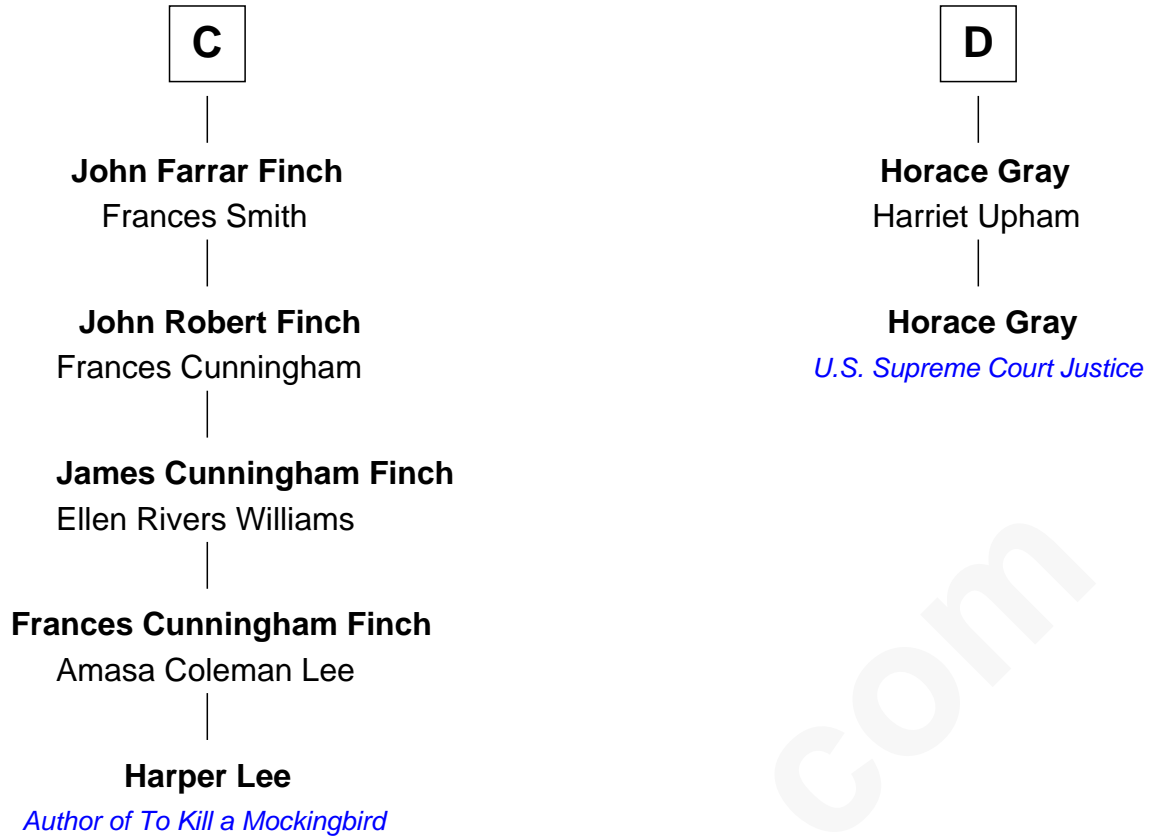 C
John Farrar Finch
Frances Smith
John Robert Finch
Frances Cunningham
James Cunningham Finch
Ellen Rivers Williams
Frances Cunningham Finch
Amasa Coleman Lee
Harper Lee
Author of To Kill a Mockingbird
D
Horace Gray
Harriet Upham
Horace Gray
U.S. Supreme Court Justice
com